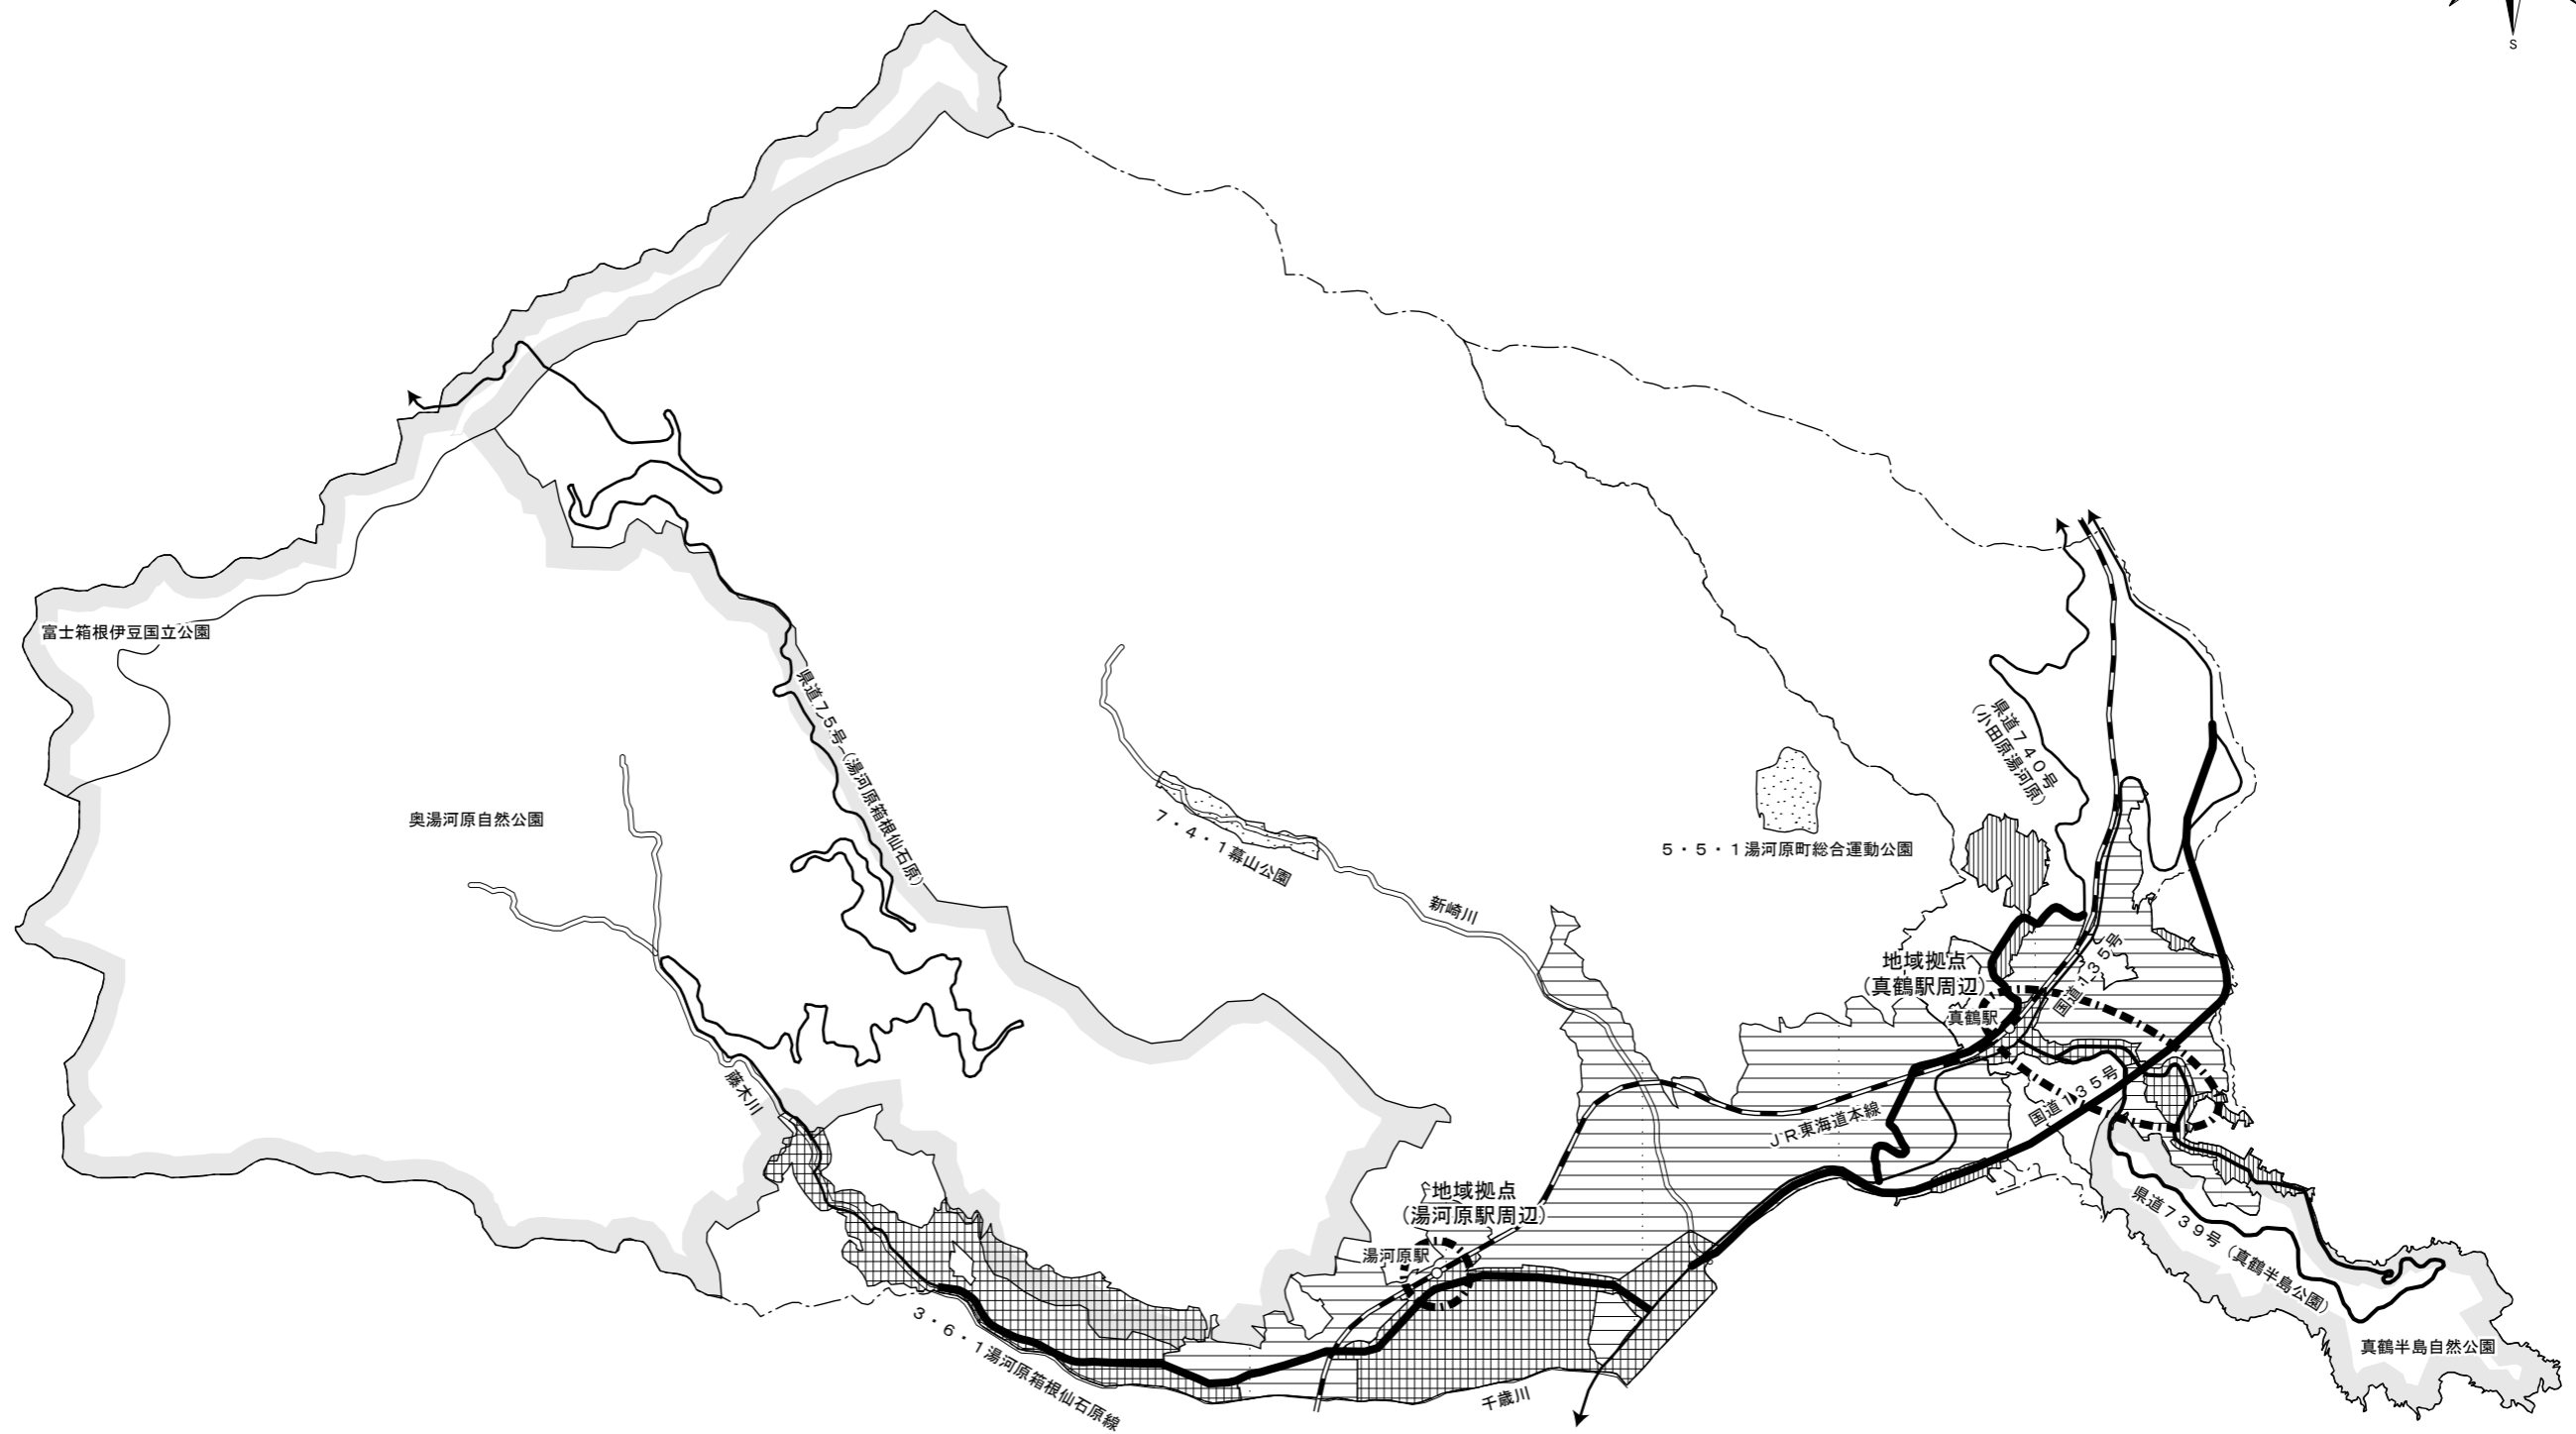 S
富士箱根伊豆国立公園
県道75号(湯河原箱根仙石原)
県道740号
(小田原湯河原)
奥湯河原自然公園
7・4・1幕山公園
5・5・1湯河原町総合運動公園
新崎川
国道135号
地域拠点
(真鶴駅周辺)
真鶴駅
藤木川
国道135号
JR東海道本線
地域拠点
(湯河原駅周辺)
湯河原駅
県道739号(真鶴半島公園)
3・6・1湯河原箱根仙石原線
真鶴半島自然公園
千歳川